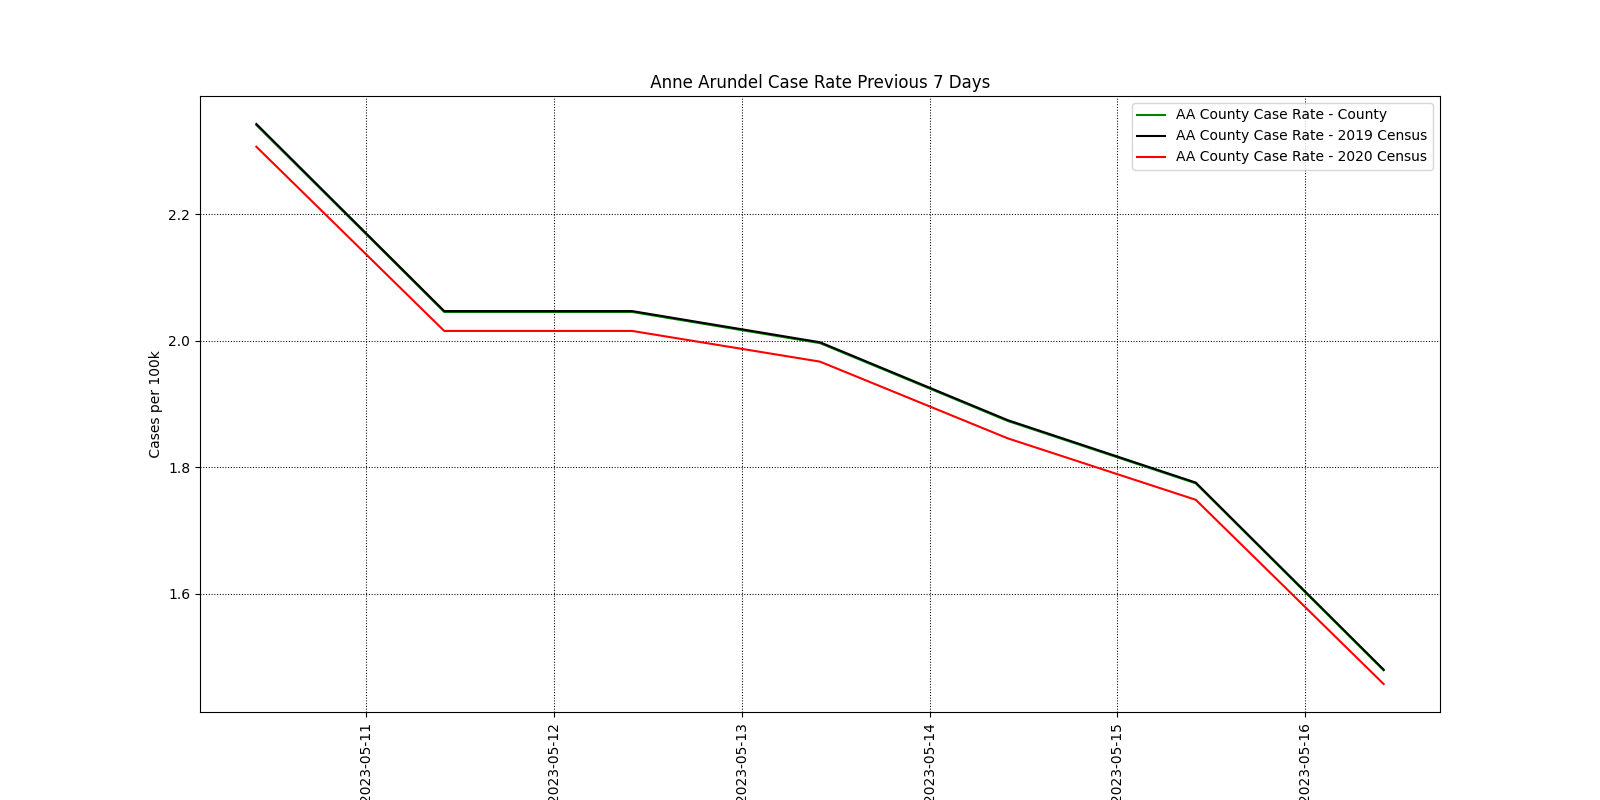 Anne Arundel Case Rate Previous 7 Days
AA County Case Rate - County
AA County Case Rate - 2019 Census
AA County Case Rate - 2020 Census
Cases per 100k
2.2
2.0
1.8
1.6
2023-05-11
2023-05-12
2023-05-13
2023-05-14
2023-05-15
2023-05-16